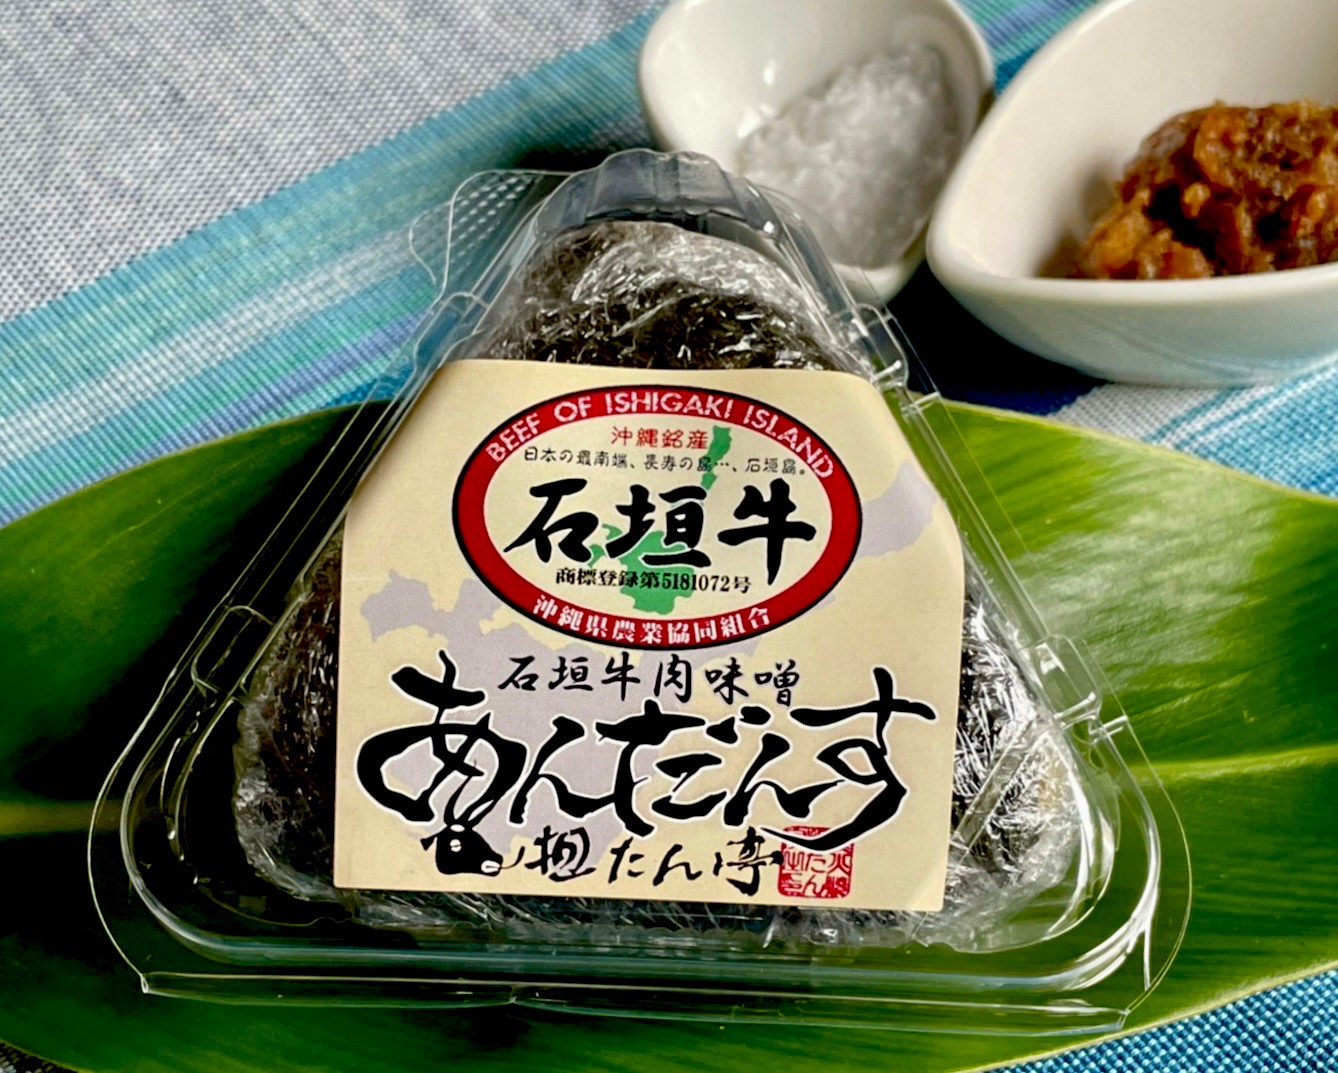 BEEF OF ISHIGAKI ISLAND
沖縄銘産
日本の最南端、長寿の島…、石垣島。
石垣牛
商標登録第5181072号
沖縄県農業協同組合
石垣牛肉味噌
あんだんす
担たん亭